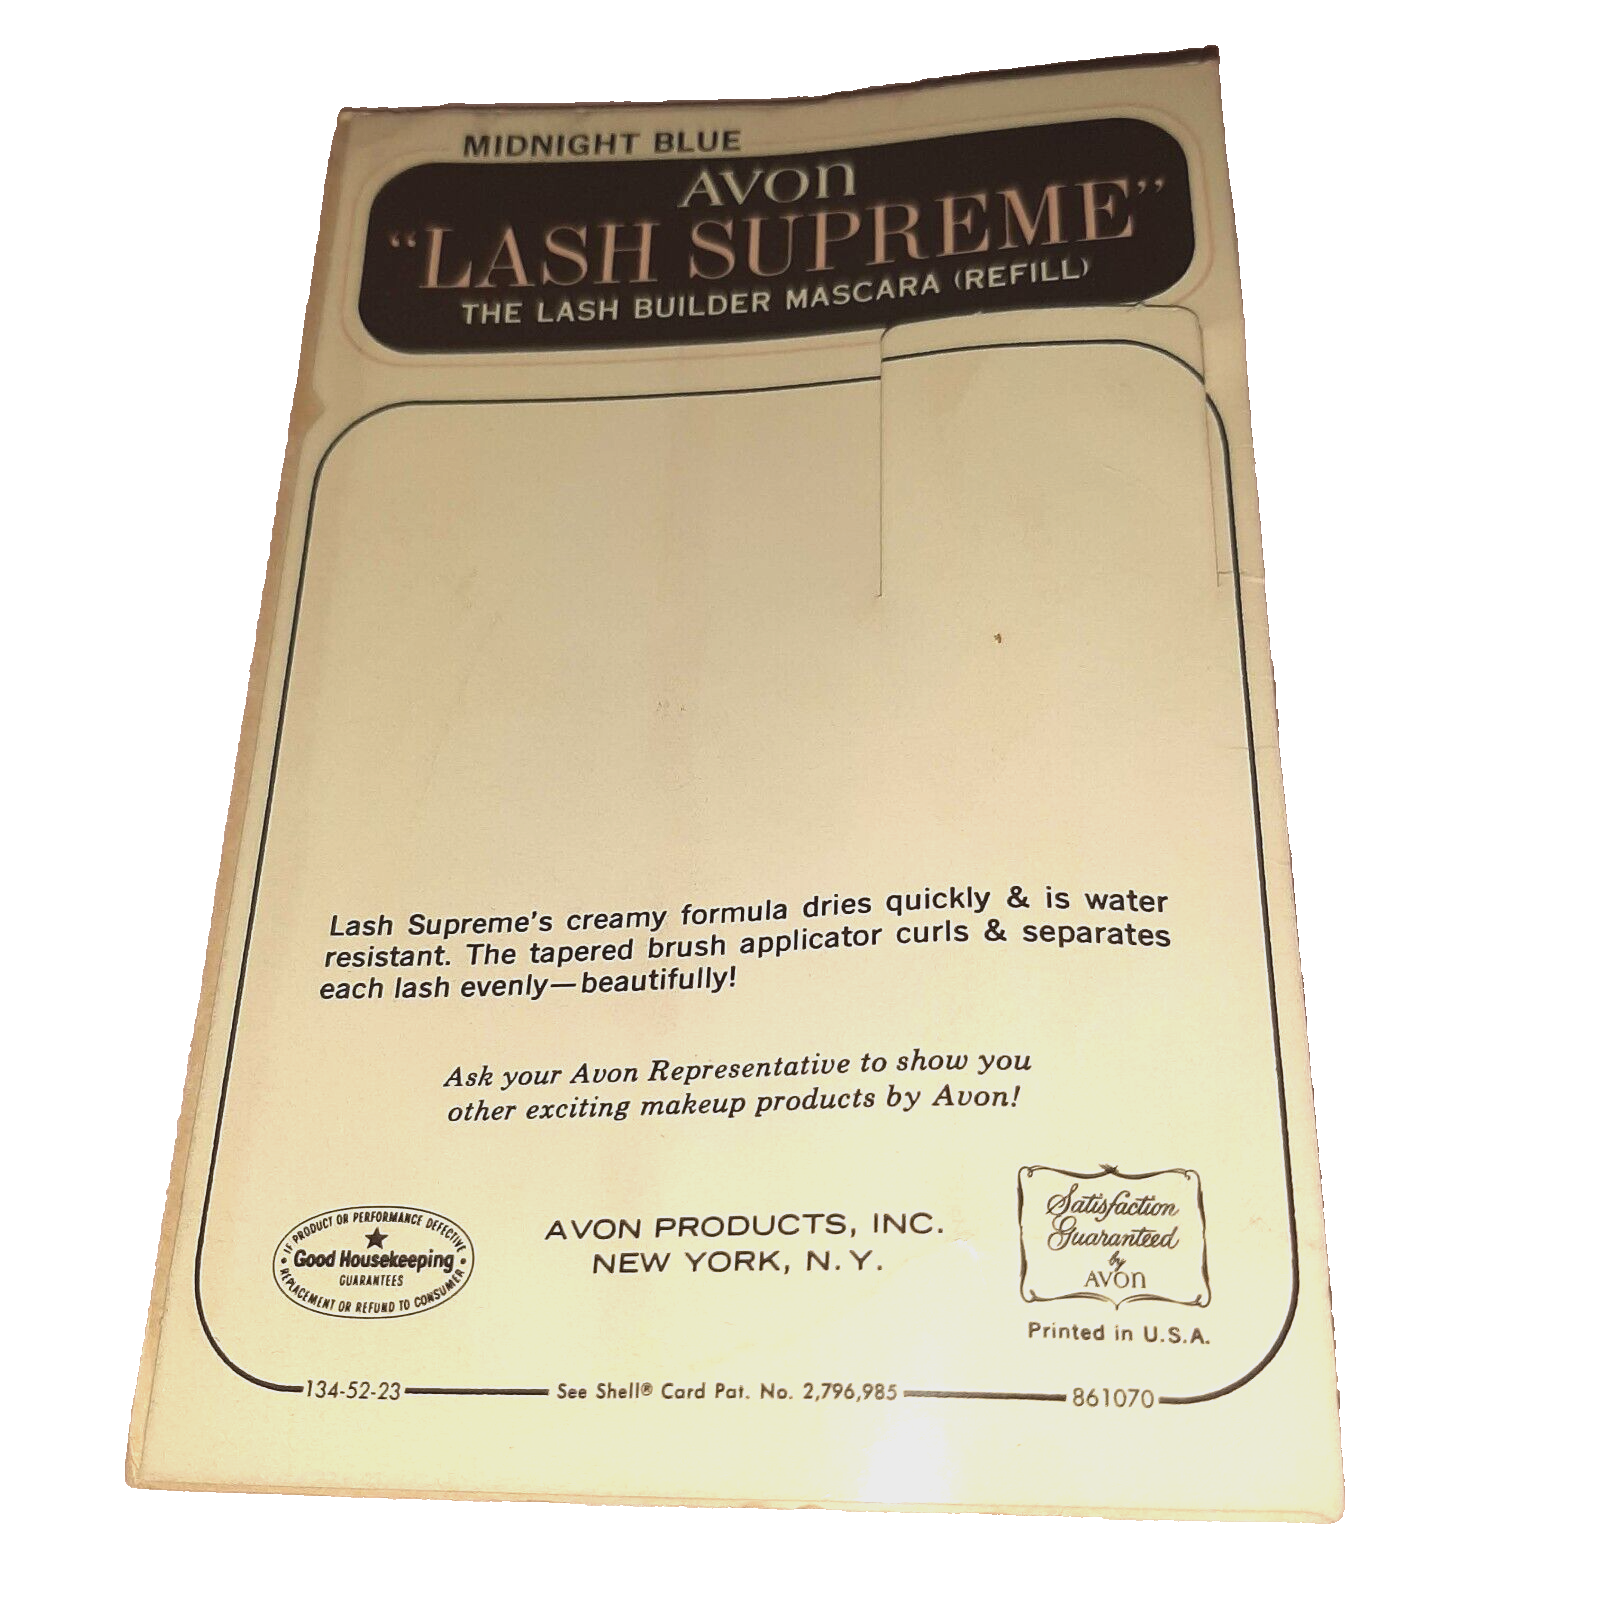 MIDNIGHT BLUE
AVON
“LASH SUPREME”
THE LASH BUILDER MASCARA (REFILL)
Lash Supreme's creamy formula dries quickly & is water
resistant. The tapered brush applicator curls & separates
each lash evenly—beautifully!
Ask your Avon Representative to show you
other exciting makeup products by Avon!
IF PRODUCT OR PERFORMANCE DEFECTIVE
Good Housekeeping
GUARANTEES
REPLACEMENT OR REFUND TO CONSUMER
AVON PRODUCTS, INC.
NEW YORK, N.Y.
Satisfaction
Guaranteed
by
AVON
Printed in U.S.A.
134-52-23 See Shell® Card Pat. No. 2,796,985 861070